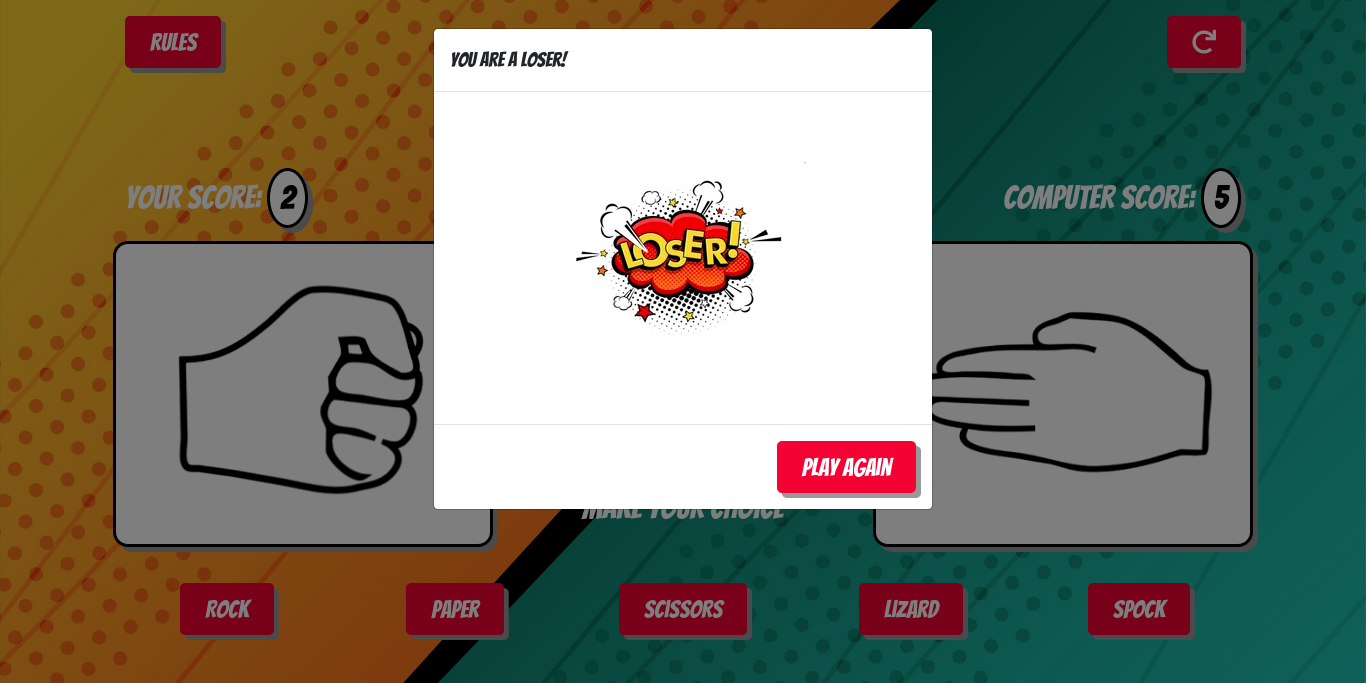 RULES
YOU ARE A LOSER!
YOUR SCORE: 2
COMPUTER SCORE: 5
LOSER!
PLAY AGAIN
MAKE YOUR CHOICE
ROCK
PAPER
SCISSORS
LIZARD
SPOCK